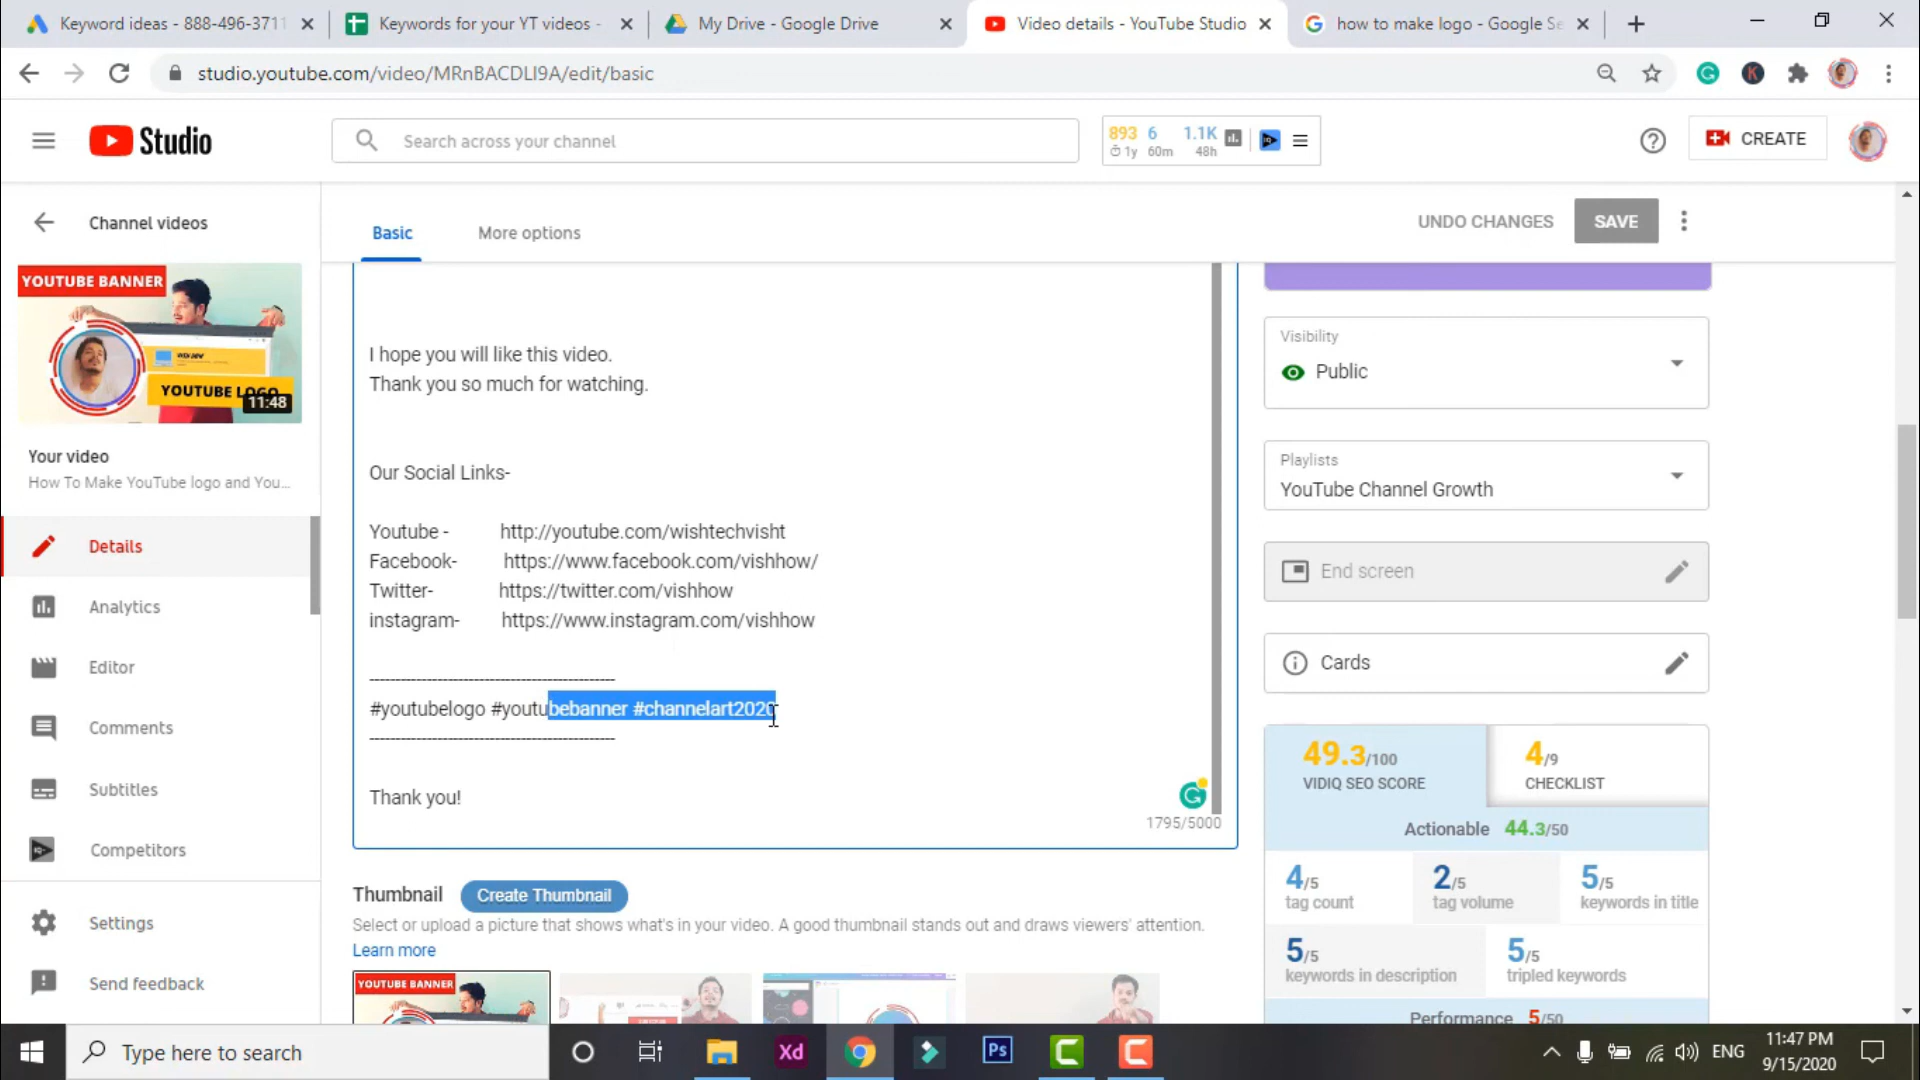 Keyword ideas - 888-496-3711
Keywords for your YT videos -
My Drive - Google Drive
Video details - YouTube Studio
how to make logo - Google Se
studio.youtube.com/video/MRnBACDLI9A/edit/basic
Studio
Search across your channel
893 6 1.1K
1y 60m 48h
CREATE
Channel videos
Basic
More options
UNDO CHANGES
SAVE
YOUTUBE BANNER
YOUTUBE LOGO
11:48
Your video
How To Make YouTube logo and You...
Details
Analytics
Editor
Comments
Subtitles
Competitors
Settings
Send feedback
I hope you will like this video.
Thank you so much for watching.
Our Social Links-
Youtube - http://youtube.com/wishtechvisht
Facebook- https://www.facebook.com/vishhow/
Twitter- https://twitter.com/vishhow
instagram- https://www.instagram.com/vishhow
---------------------------------------------
#youtubelogo #youtubebanner #channelart2020
---------------------------------------------
Thank you!
1795/5000
Thumbnail
Create Thumbnail
Select or upload a picture that shows what's in your video. A good thumbnail stands out and draws viewers' attention.
Learn more
YOUTUBE BANNER
Visibility
Public
Playlists
YouTube Channel Growth
End screen
Cards
49.3/100
VIDIQ SEO SCORE
4/9
CHECKLIST
Actionable 44.3/50
4/5
tag count
2/5
tag volume
5/5
keywords in title
5/5
keywords in description
5/5
tripled keywords
Performance 5/50
Type here to search
Xd
Ps
ENG
11:47 PM
9/15/2020